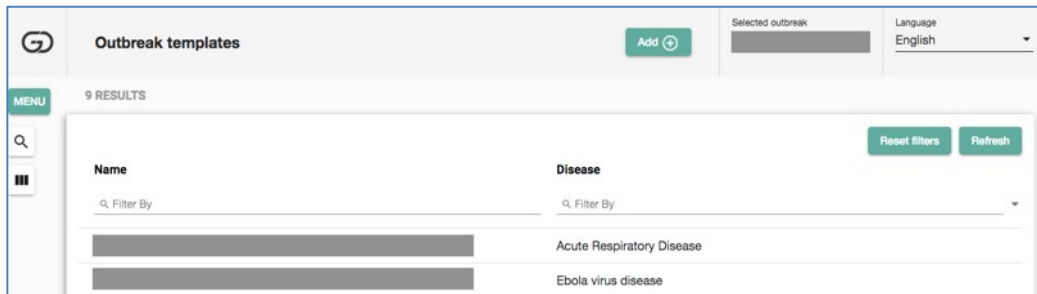 Selected outbreak
Language
Outbreak templates
Add
English
MENU
9 RESULTS
Reset filters
Refresh
Name
Disease
Filter By
Filter By
Acute Respiratory Disease
Ebola virus disease